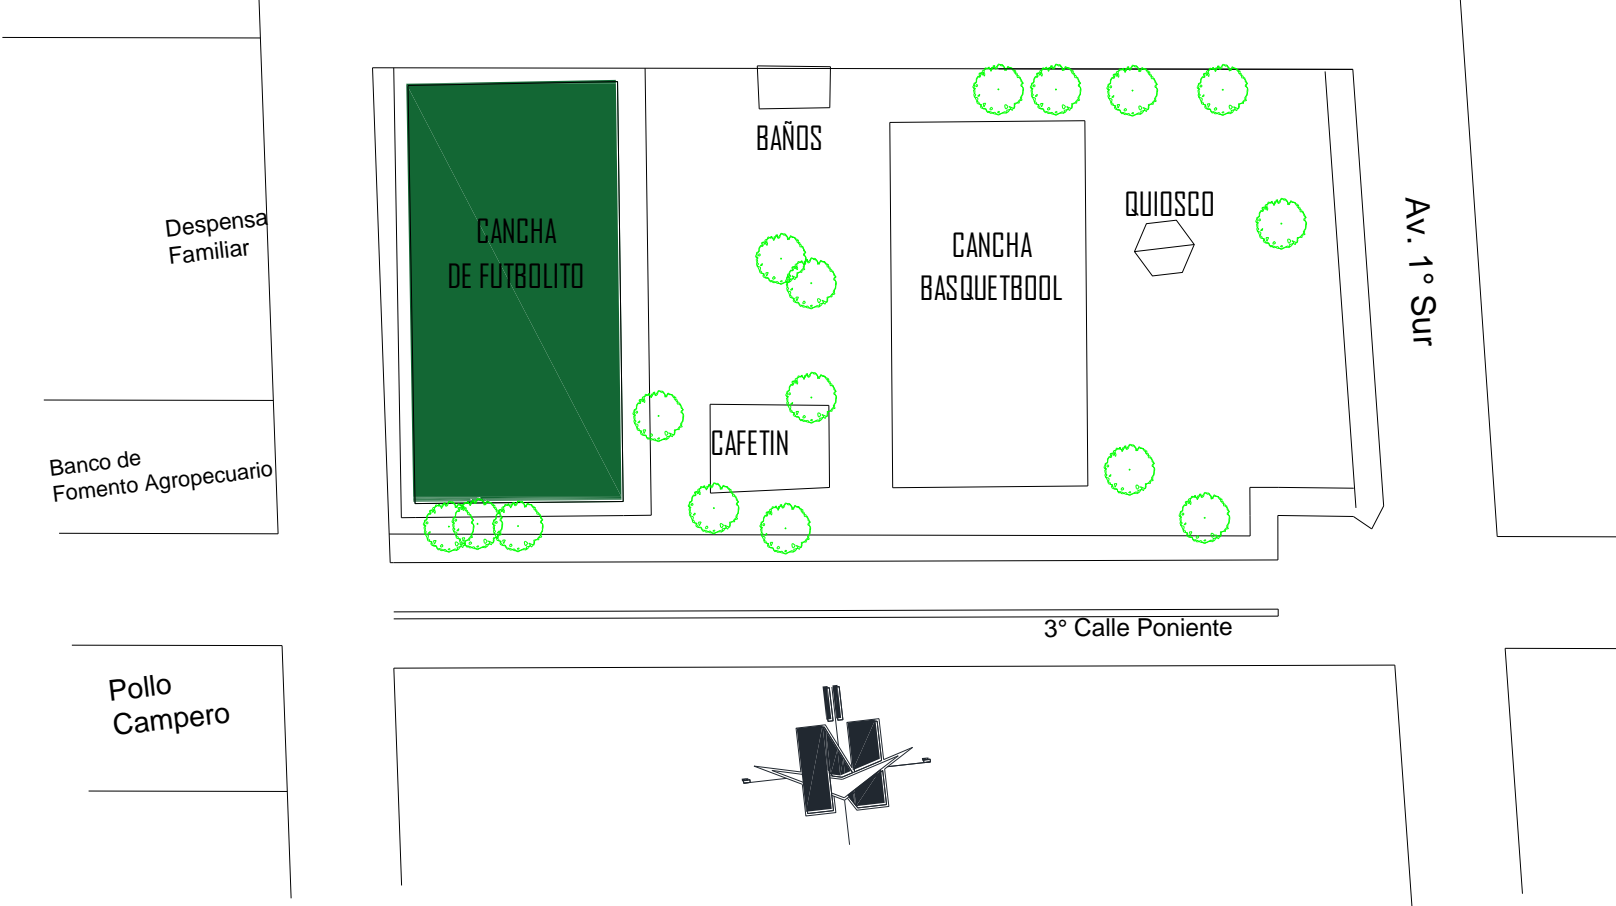 BAÑOS
Despensa
Familiar
CANCHA
DE FUTBOLITO
CANCHA
BASQUETBOOL
QUIOSCO
Av. 1° Sur
CAFETIN
Banco de
Fomento Agropecuario
3° Calle Poniente
Pollo
Campero
N